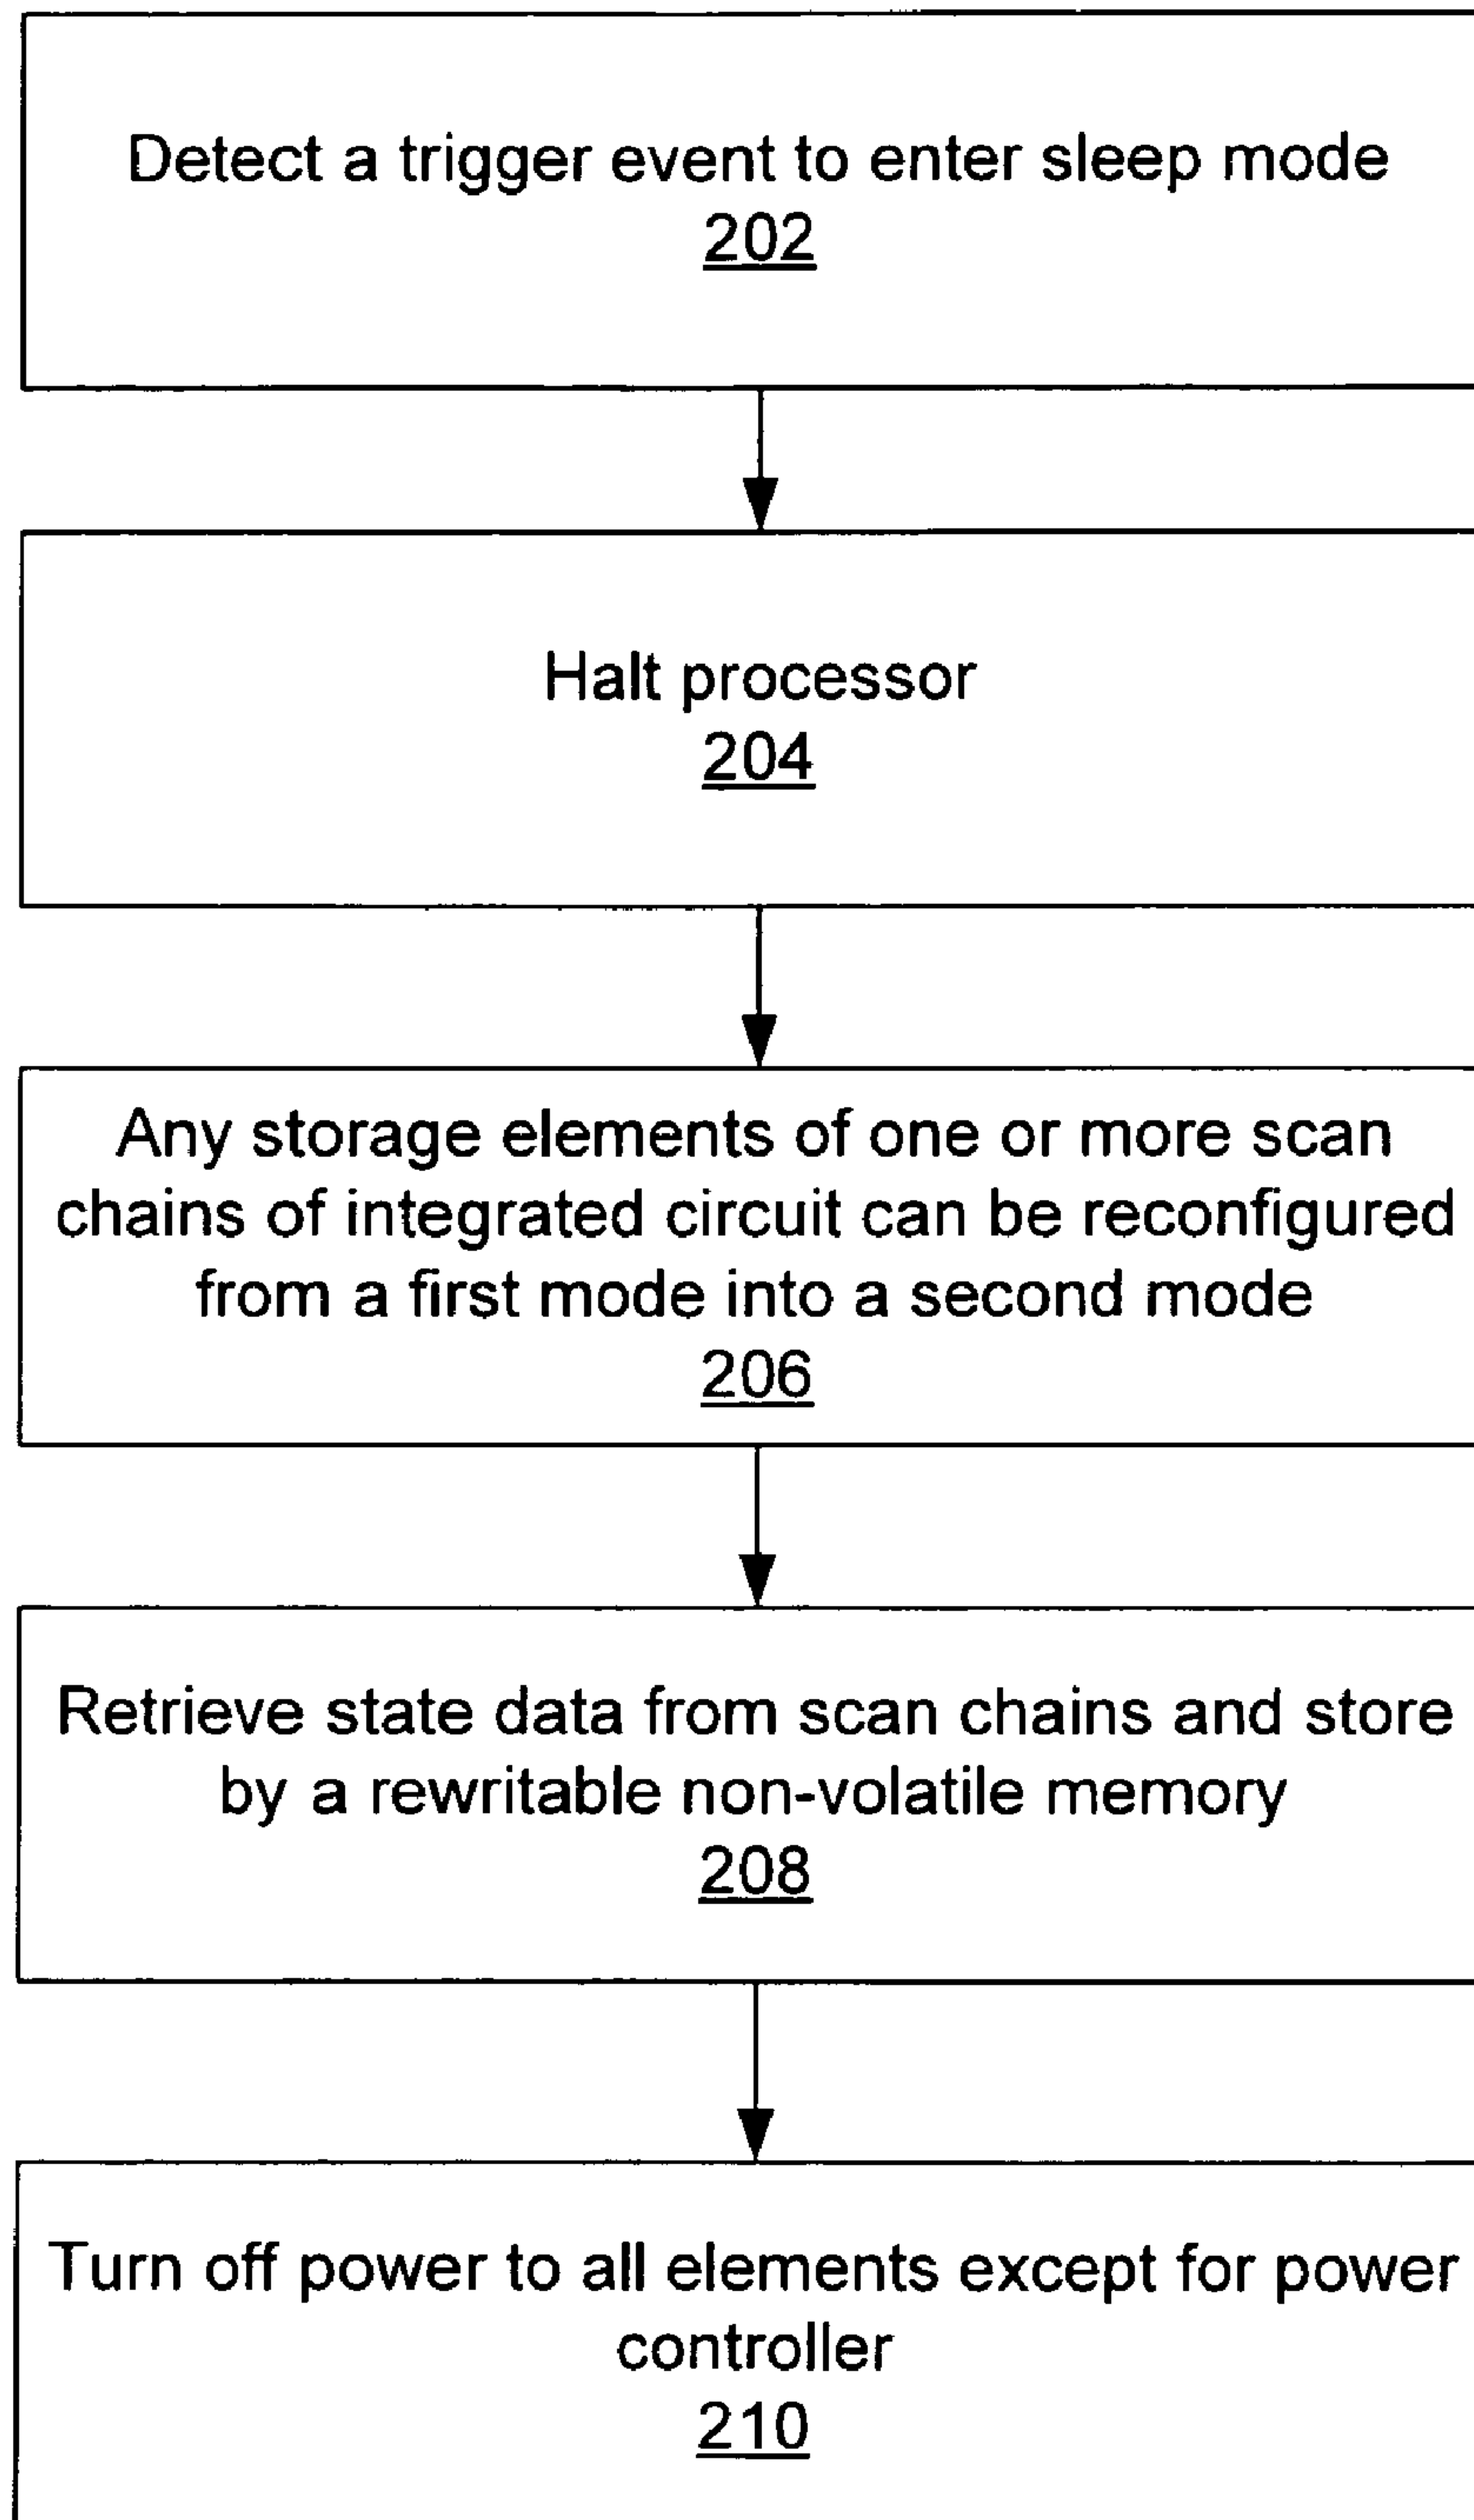 Detect a trigger event to enter sleep mode
202
Halt processor
204
Any storage elements of one or more scan
chains of integrated circuit can be reconfigured
from a first mode into a second mode
206
Retrieve state data from scan chains and store
by a rewritable non-volatile memory
208
Turn off power to all elements except for power
controller
210